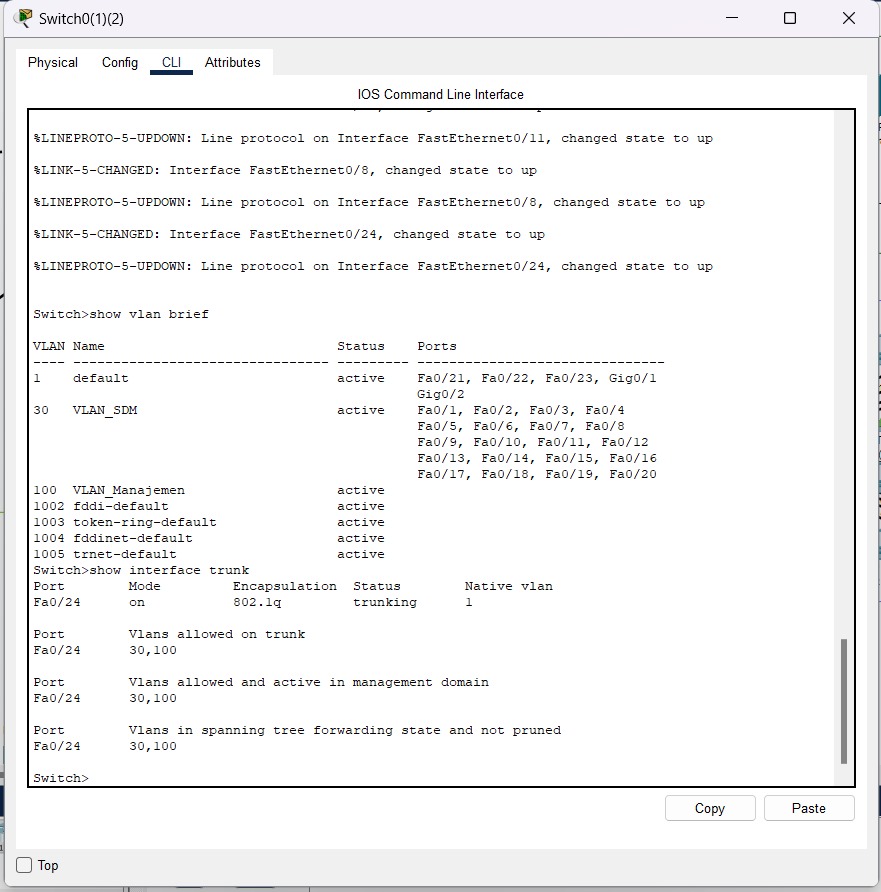 Switch0(1)(2)
Physical Config CLI Attributes
IOS Command Line Interface
%LINEPROTO-5-UPDOWN: Line protocol on Interface FastEthernet0/11, changed state to up
%LINK-5-CHANGED: Interface FastEthernet0/8, changed state to up
%LINEPROTO-5-UPDOWN: Line protocol on Interface FastEthernet0/8, changed state to up
%LINK-5-CHANGED: Interface FastEthernet0/24, changed state to up
%LINEPROTO-5-UPDOWN: Line protocol on Interface FastEthernet0/24, changed state to up
Switch>show vlan brief
VLAN Name Status Ports
---- -------------------------------- --------- -------------------------------
1 default active Fa0/21, Fa0/22, Fa0/23, Gig0/1
Gig0/2
30 VLAN_SDM active Fa0/1, Fa0/2, Fa0/3, Fa0/4
Fa0/5, Fa0/6, Fa0/7, Fa0/8
Fa0/9, Fa0/10, Fa0/11, Fa0/12
Fa0/13, Fa0/14, Fa0/15, Fa0/16
Fa0/17, Fa0/18, Fa0/19, Fa0/20
100 VLAN_Manajemen active
1002 fddi-default active
1003 token-ring-default active
1004 fddinet-default active
1005 trnet-default active
Switch>show interface trunk
Port Mode Encapsulation Status Native vlan
Fa0/24 on 802.1q trunking 1
Port Vlans allowed on trunk
Fa0/24 30,100
Port Vlans allowed and active in management domain
Fa0/24 30,100
Port Vlans in spanning tree forwarding state and not pruned
Fa0/24 30,100
Switch>
Copy Paste
Top